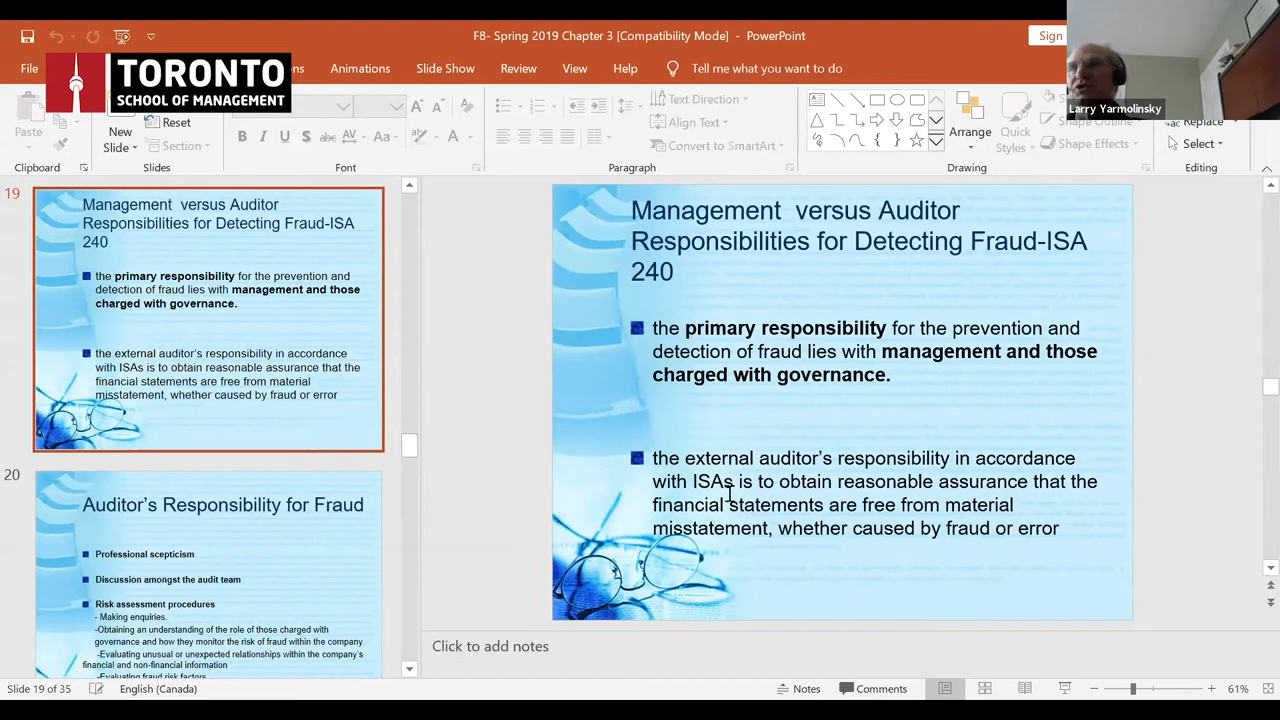 F8- Spring 2019 Chapter 3 [Compatibility Mode] - PowerPoint
Sign
File
Animations
Slide Show
Review
View
Help
Tell me what you want to do
TORONTO
SCHOOL OF MANAGEMENT
Larry Yarmolinsky
Paste
New
Slide
Reset
Section
Text Direction
Align Text
Convert to SmartArt
Arrange
Quick
Styles
Shape Outline
Shape Effects
Replace
Select
Clipboard
Slides
Font
Paragraph
Drawing
Editing
19
Management versus Auditor
Responsibilities for Detecting Fraud-ISA
240
the primary responsibility for the prevention and
detection of fraud lies with management and those
charged with governance.
the external auditor's responsibility in accordance
with ISAs is to obtain reasonable assurance that the
financial statements are free from material
misstatement, whether caused by fraud or error
20
Auditor's Responsibility for Fraud
Professional scepticism
Discussion amongst the audit team
Risk assessment procedures
- Making enquiries.
-Obtaining an understanding of the role of those charged with
governance and how they monitor the risk of fraud within the company.
-Evaluating unusual or unexpected relationships within the company's
financial and non-financial information
-Evaluating fraud risk factors
Management versus Auditor
Responsibilities for Detecting Fraud-ISA
240
the primary responsibility for the prevention and
detection of fraud lies with management and those
charged with governance.
the external auditor's responsibility in accordance
with ISAs is to obtain reasonable assurance that the
financial statements are free from material
misstatement, whether caused by fraud or error
Click to add notes
Slide 19 of 35
English (Canada)
Notes
Comments
61%